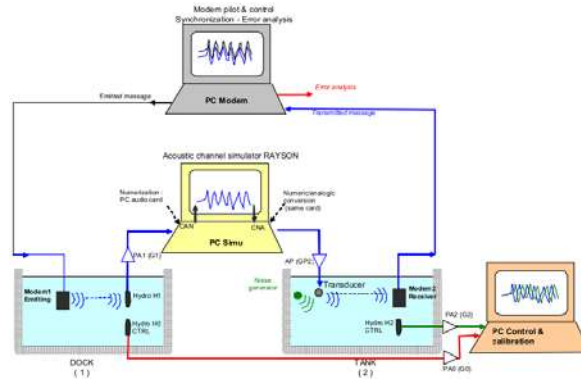 Modem pilot & control
Synchronization - Error analysis
Error analysis
Emitted message
PC Modem
Transmitted message
Acoustic channel simulator RAYSON
Numerization :
PC audio card
Numeric/analogic
conversion
(same card)
CAN
CNA
PC Simu
PA1 (G1)
AP (GP2)
Noise
generator
Transducer
Modem1
Emitting
Hydro H1
Modem2
Receiver
Hydro H0
CTRL
Hydro H2
CTRL
PA2 (G2)
PC Control &
calibration
PA0 (G0)
DOCK
( 1 )
TANK
( 2 )